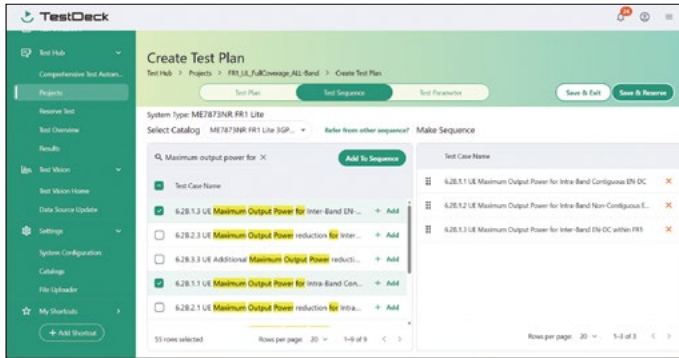 TestDeck
24
Test Hub
Comprehensive Test Autom...
Projects
Reserve Test
Test Overview
Results
Test Vision
Test Vision Home
Data Source Update
Settings
System Configuration
Catalogs
File Uploader
My Shortcuts
+ Add Shortcut
Create Test Plan
Test Hub > Projects > FR1_UL_FullCoverage_ALL-Band > Create Test Plan
Test Plan
Test Sequence
Test Parameter
Save & Exit
Save & Reserve
System Type: ME7873NR FR1 Lite
Select Catalog ME7873NR FR1 Lite 3GP... Refer from other sequence?
Maximum output power for ×
Add To Sequence
Test Case Name
6.2B.1.3 UE Maximum Output Power for Inter-Band EN-... + Add
6.2B.2.3 UE Maximum Output Power reduction for Inter... + Add
6.2B.3.3 UE Additional Maximum Output Power reducti... + Add
6.2B.1.1 UE Maximum Output Power for Intra-Band Con... + Add
6.2B.2.1 UE Maximum Output Power reduction for Intra... + Add
55 rows selected Rows per page: 20 1–9 of 9 < >
Make Sequence
Test Case Name
6.2B.1.1 UE Maximum Output Power for Intra-Band Contiguous EN-DC
6.2B.1.2 UE Maximum Output Power for Intra-Band Non-Contiguous E...
6.2B.1.3 UE Maximum Output Power for Inter-Band EN-DC within FR1
Rows per page: 20 1–3 of 3 < >